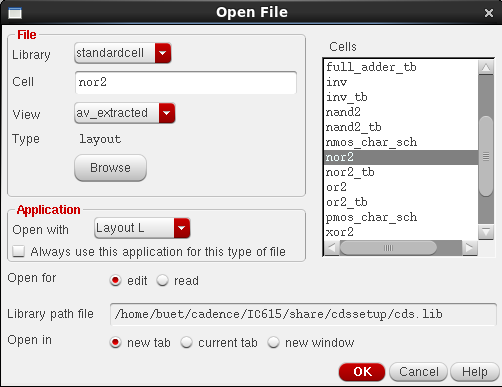 Open File
File
Library standardcell
Cell nor2
View av_extracted
Type layout
Browse
Application
Open with Layout L
Always use this application for this type of file
Cells
full_adder_tb
inv
inv_tb
nand2
nand2_tb
nmos_char_sch
nor2
nor2_tb
or2
or2_tb
pmos_char_sch
xor2
Open for edit read
Library path file /home/buet/cadence/IC615/share/cdssetup/cds.lib
Open in new tab current tab new window
OK Cancel Help